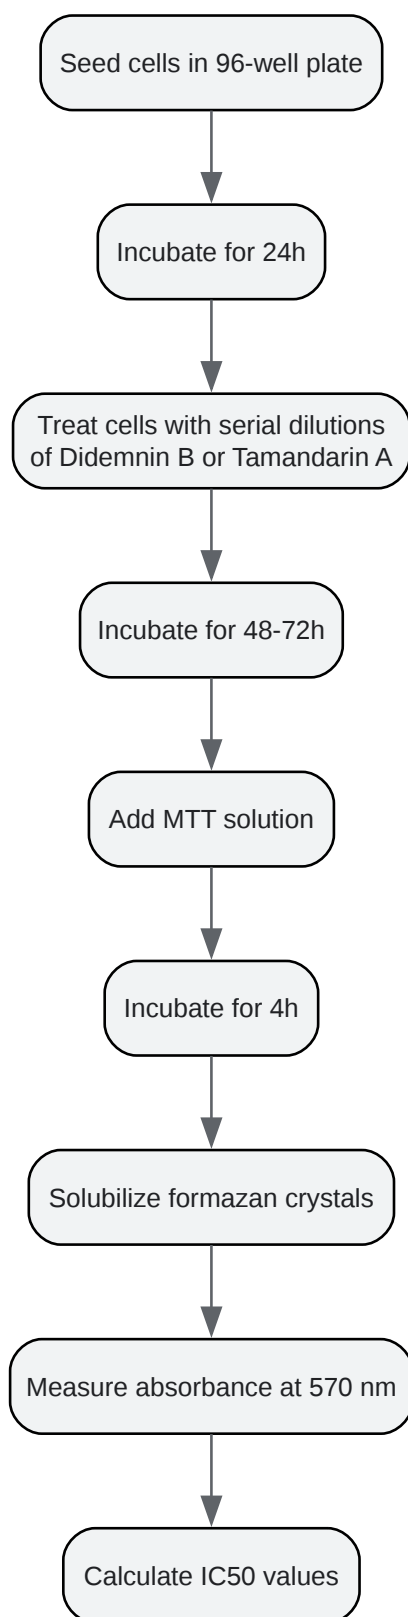 Seed cells in 96-well plate
Incubate for 24h
Treat cells with serial dilutions
of Didemnin B or Tamandarin A
Incubate for 48-72h
Add MTT solution
Incubate for 4h
Solubilize formazan crystals
Measure absorbance at 570 nm
Calculate IC50 values